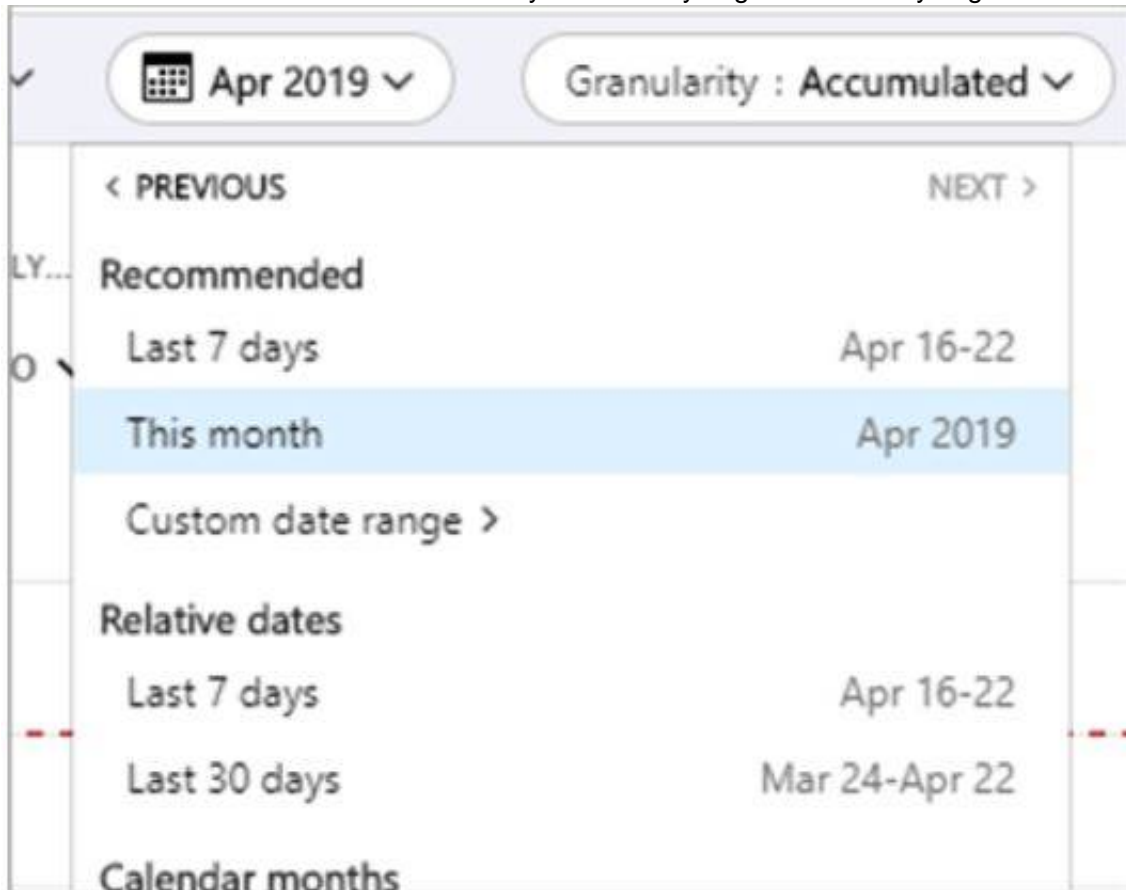 Apr 2019 Granularity : Accumulated
< PREVIOUS NEXT >
LY...
Recommended
Last 7 days Apr 16-22
This month Apr 2019
Custom date range >
Relative dates
Last 7 days Apr 16-22
Last 30 days Mar 24-Apr 22
Calendar months